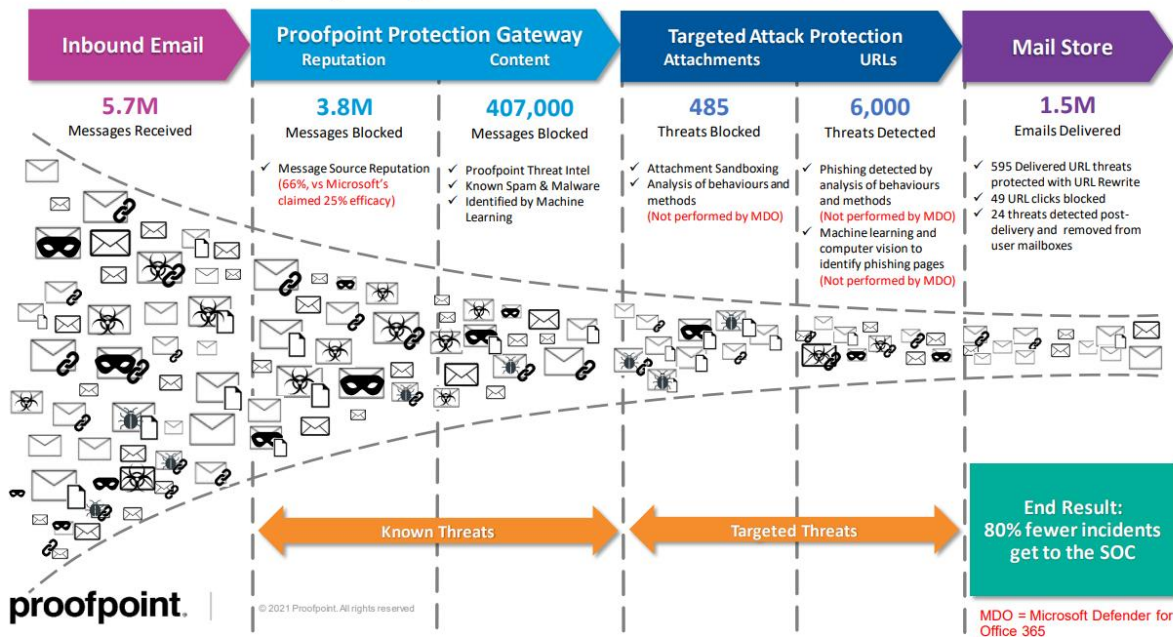 Inbound Email
Proofpoint Protection Gateway
Reputation
Content
Targeted Attack Protection
Attachments
URLs
Mail Store
5.7M
Messages Received
3.8M
Messages Blocked
✓ Message Source Reputation
(66%, vs Microsoft's
claimed 25% efficacy)
407,000
Messages Blocked
✓ Proofpoint Threat Intel
✓ Known Spam & Malware
✓ Identified by Machine
Learning
485
Threats Blocked
✓ Attachment Sandboxing
✓ Analysis of behaviours and
methods
(Not performed by MDO)
6,000
Threats Detected
✓ Phishing detected by
analysis of behaviours
and methods
(Not performed by MDO)
✓ Machine learning and
computer vision to
identify phishing pages
(Not performed by MDO)
1.5M
Emails Delivered
✓ 595 Delivered URL threats
protected with URL Rewrite
✓ 49 URL clicks blocked
✓ 24 threats detected post-
delivery and removed from
user mailboxes
Known Threats
Targeted Threats
End Result:
80% fewer incidents
get to the SOC
proofpoint.
© 2021 Proofpoint. All rights reserved
MDO = Microsoft Defender for
Office 365